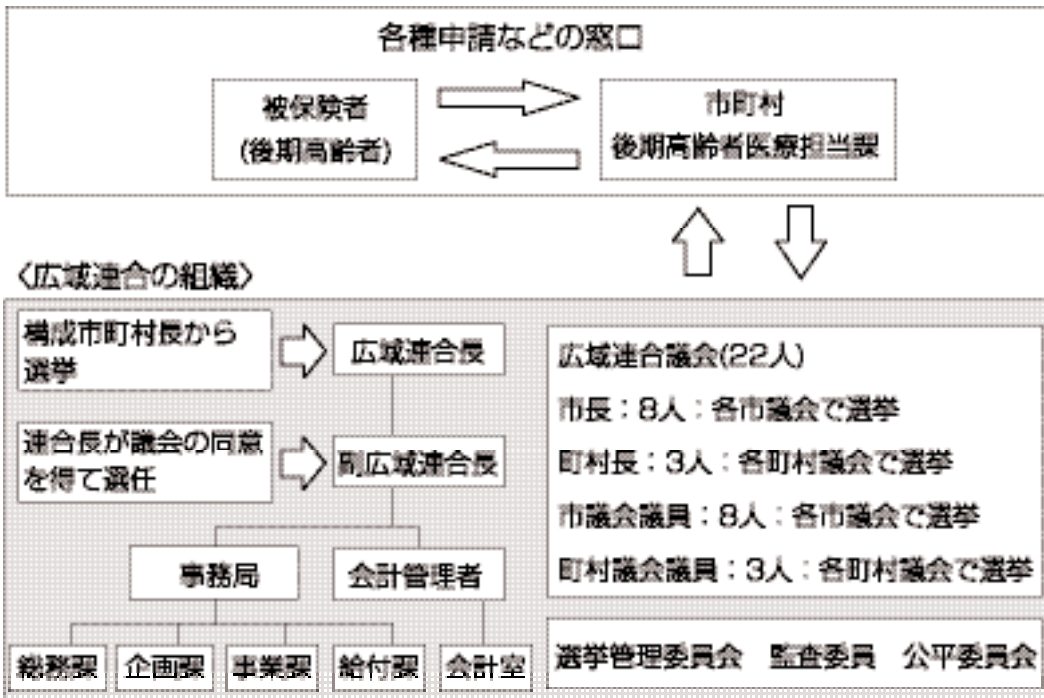 各種申請などの窓口
被保険者
(後期高齢者)
市町村
後期高齢者医療担当課
〈広域連合の組織〉
構成市町村長から
選挙
広域連合長
連合長が議会の同意
を得て選任
副広域連合長
事務局
会計管理者
総務課
企画課
事業課
給付課
会計室
広域連合議会(22人)
市長：8人：各市議会で選挙
町村長：3人：各町村議会で選挙
市議会議員：8人：各市議会で選挙
町村議会議員：3人：各町村議会で選挙
選挙管理委員会　監査委員　公平委員会